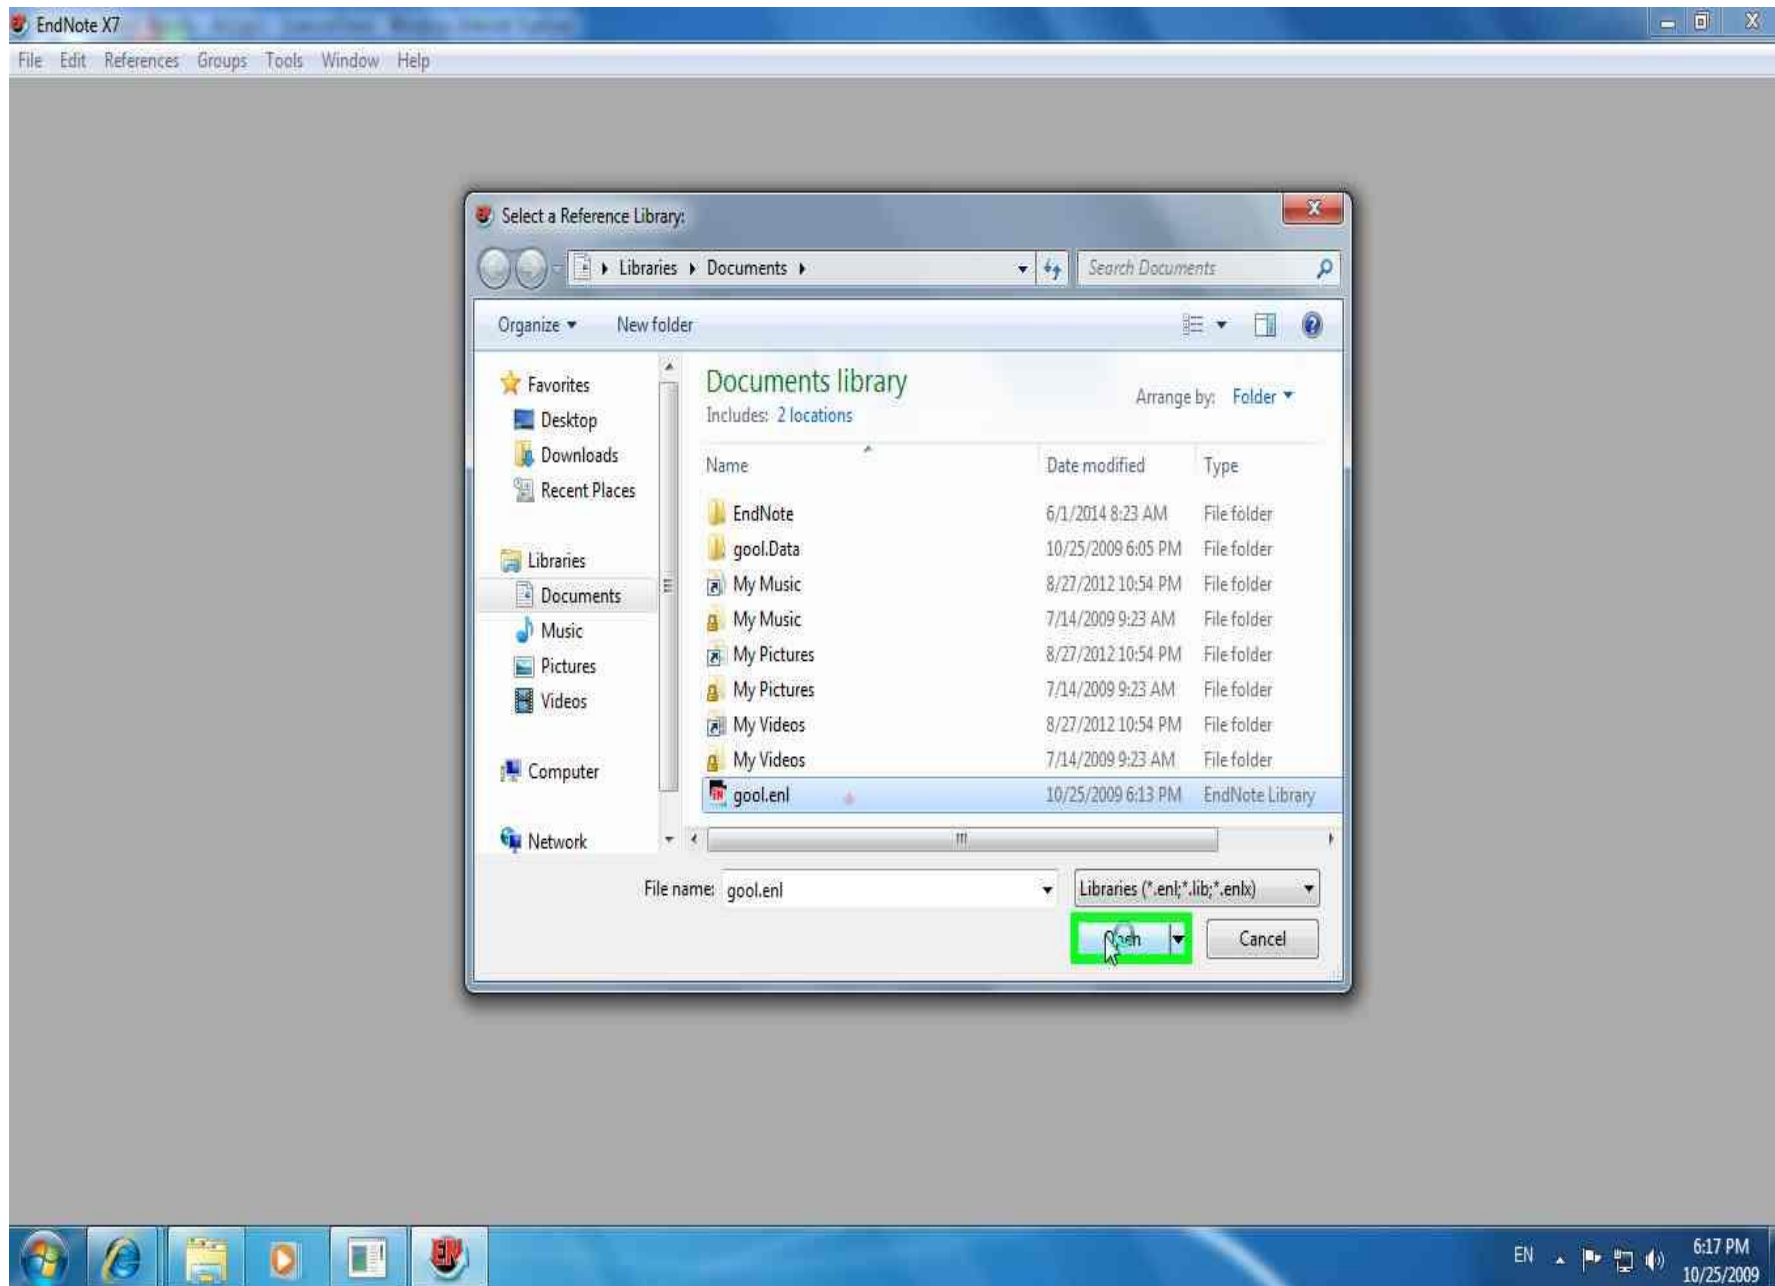 EndNote X7
File Edit References Groups Tools Window Help
Select a Reference Library:
Libraries Documents
Search Documents
Organize New folder
Favorites
Desktop
Downloads
Recent Places
Libraries
Documents
Music
Pictures
Videos
Computer
Network
Documents library
Includes: 2 locations
Arrange by: Folder
Name Date modified Type
EndNote 6/1/2014 8:23 AM File folder
gool.Data 10/25/2009 6:05 PM File folder
My Music 8/27/2012 10:54 PM File folder
My Music 7/14/2009 9:23 AM File folder
My Pictures 8/27/2012 10:54 PM File folder
My Pictures 7/14/2009 9:23 AM File folder
My Videos 8/27/2012 10:54 PM File folder
My Videos 7/14/2009 9:23 AM File folder
gool.enl 10/25/2009 6:13 PM EndNote Library
File name: gool.enl Libraries (*.enl;*.lib;*.enlx)
Open Cancel
EN 6:17 PM
10/25/2009